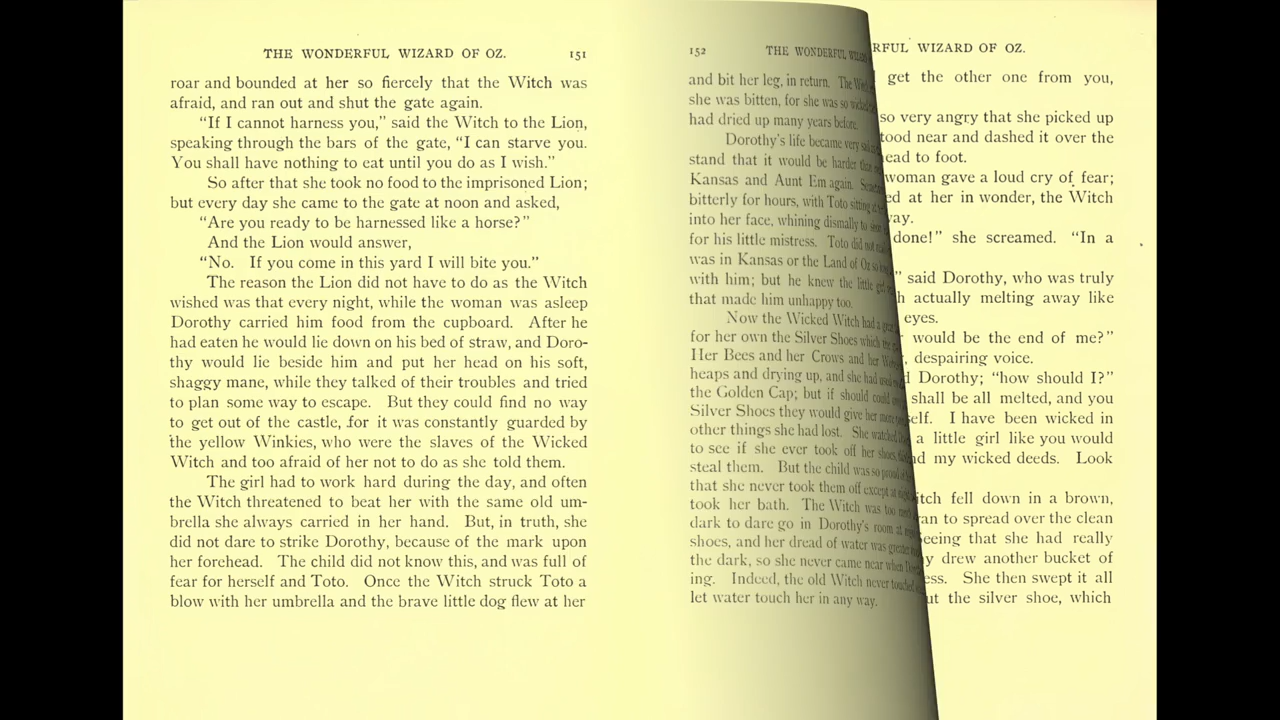 THE WONDERFUL WIZARD OF OZ. 151
roar and bounded at her so fiercely that the Witch was
afraid, and ran out and shut the gate again.
“If I cannot harness you,” said the Witch to the Lion,
speaking through the bars of the gate, “I can starve you.
You shall have nothing to eat until you do as I wish.”
So after that she took no food to the imprisoned Lion;
but every day she came to the gate at noon and asked,
“Are you ready to be harnessed like a horse?”
And the Lion would answer,
“No. If you come in this yard I will bite you.”
The reason the Lion did not have to do as the Witch
wished was that every night, while the woman was asleep
Dorothy carried him food from the cupboard. After he
had eaten he would lie down on his bed of straw, and Doro-
thy would lie beside him and put her head on his soft,
shaggy mane, while they talked of their troubles and tried
to plan some way to escape. But they could find no way
to get out of the castle, for it was constantly guarded by
the yellow Winkies, who were the slaves of the Wicked
Witch and too afraid of her not to do as she told them.
The girl had to work hard during the day, and often
the Witch threatened to beat her with the same old um-
brella she always carried in her hand. But, in truth, she
did not dare to strike Dorothy, because of the mark upon
her forehead. The child did not know this, and was full of
fear for herself and Toto. Once the Witch struck Toto a
blow with her umbrella and the brave little dog flew at her
152 THE WONDERFUL
and bit her leg, in return. The
she was bitten, for she was so
had dried up many years before.
Dorothy's life became very
stand that it would be harder than
Kansas and Aunt Em again.
bitterly for hours, with Toto sitting at
into her face, whining dismally to
for his little mistress. Toto did not
was in Kansas or the Land of Oz so
with him; but he knew the little
that made him unhappy too.
Now the Wicked Witch had a
for her own the Silver Shoes which
Her Bees and her Crows and her
heaps and drying up, and she had used
the Golden Cap; but if should could
Silver Shoes they would give her more
other things she had lost. She watched
to see if she ever took off her shoes,
steal them. But the child was so proud
that she never took them off except at
took her bath. The Witch was too
dark to dare go in Dorothy's room at
shoes, and her dread of water was greater
the dark, so she never came near when
ing. Indeed, the old Witch never touched
let water touch her in any way.
WIZARD OF OZ.
get the other one from you,
so very angry that she picked up
near and dashed it over the
to foot.
woman gave a loud cry of fear;
at her in wonder, the Witch
done!” she screamed. “In a
” said Dorothy, who was truly
actually melting away like
eyes.
would be the end of me?”
despairing voice.
Dorothy; “how should I?”
shall be all melted, and you
I have been wicked in
a little girl like you would
my wicked deeds. Look
fell down in a brown,
to spread over the clean
that she had really
drew another bucket of
She then swept it all
the silver shoe, which